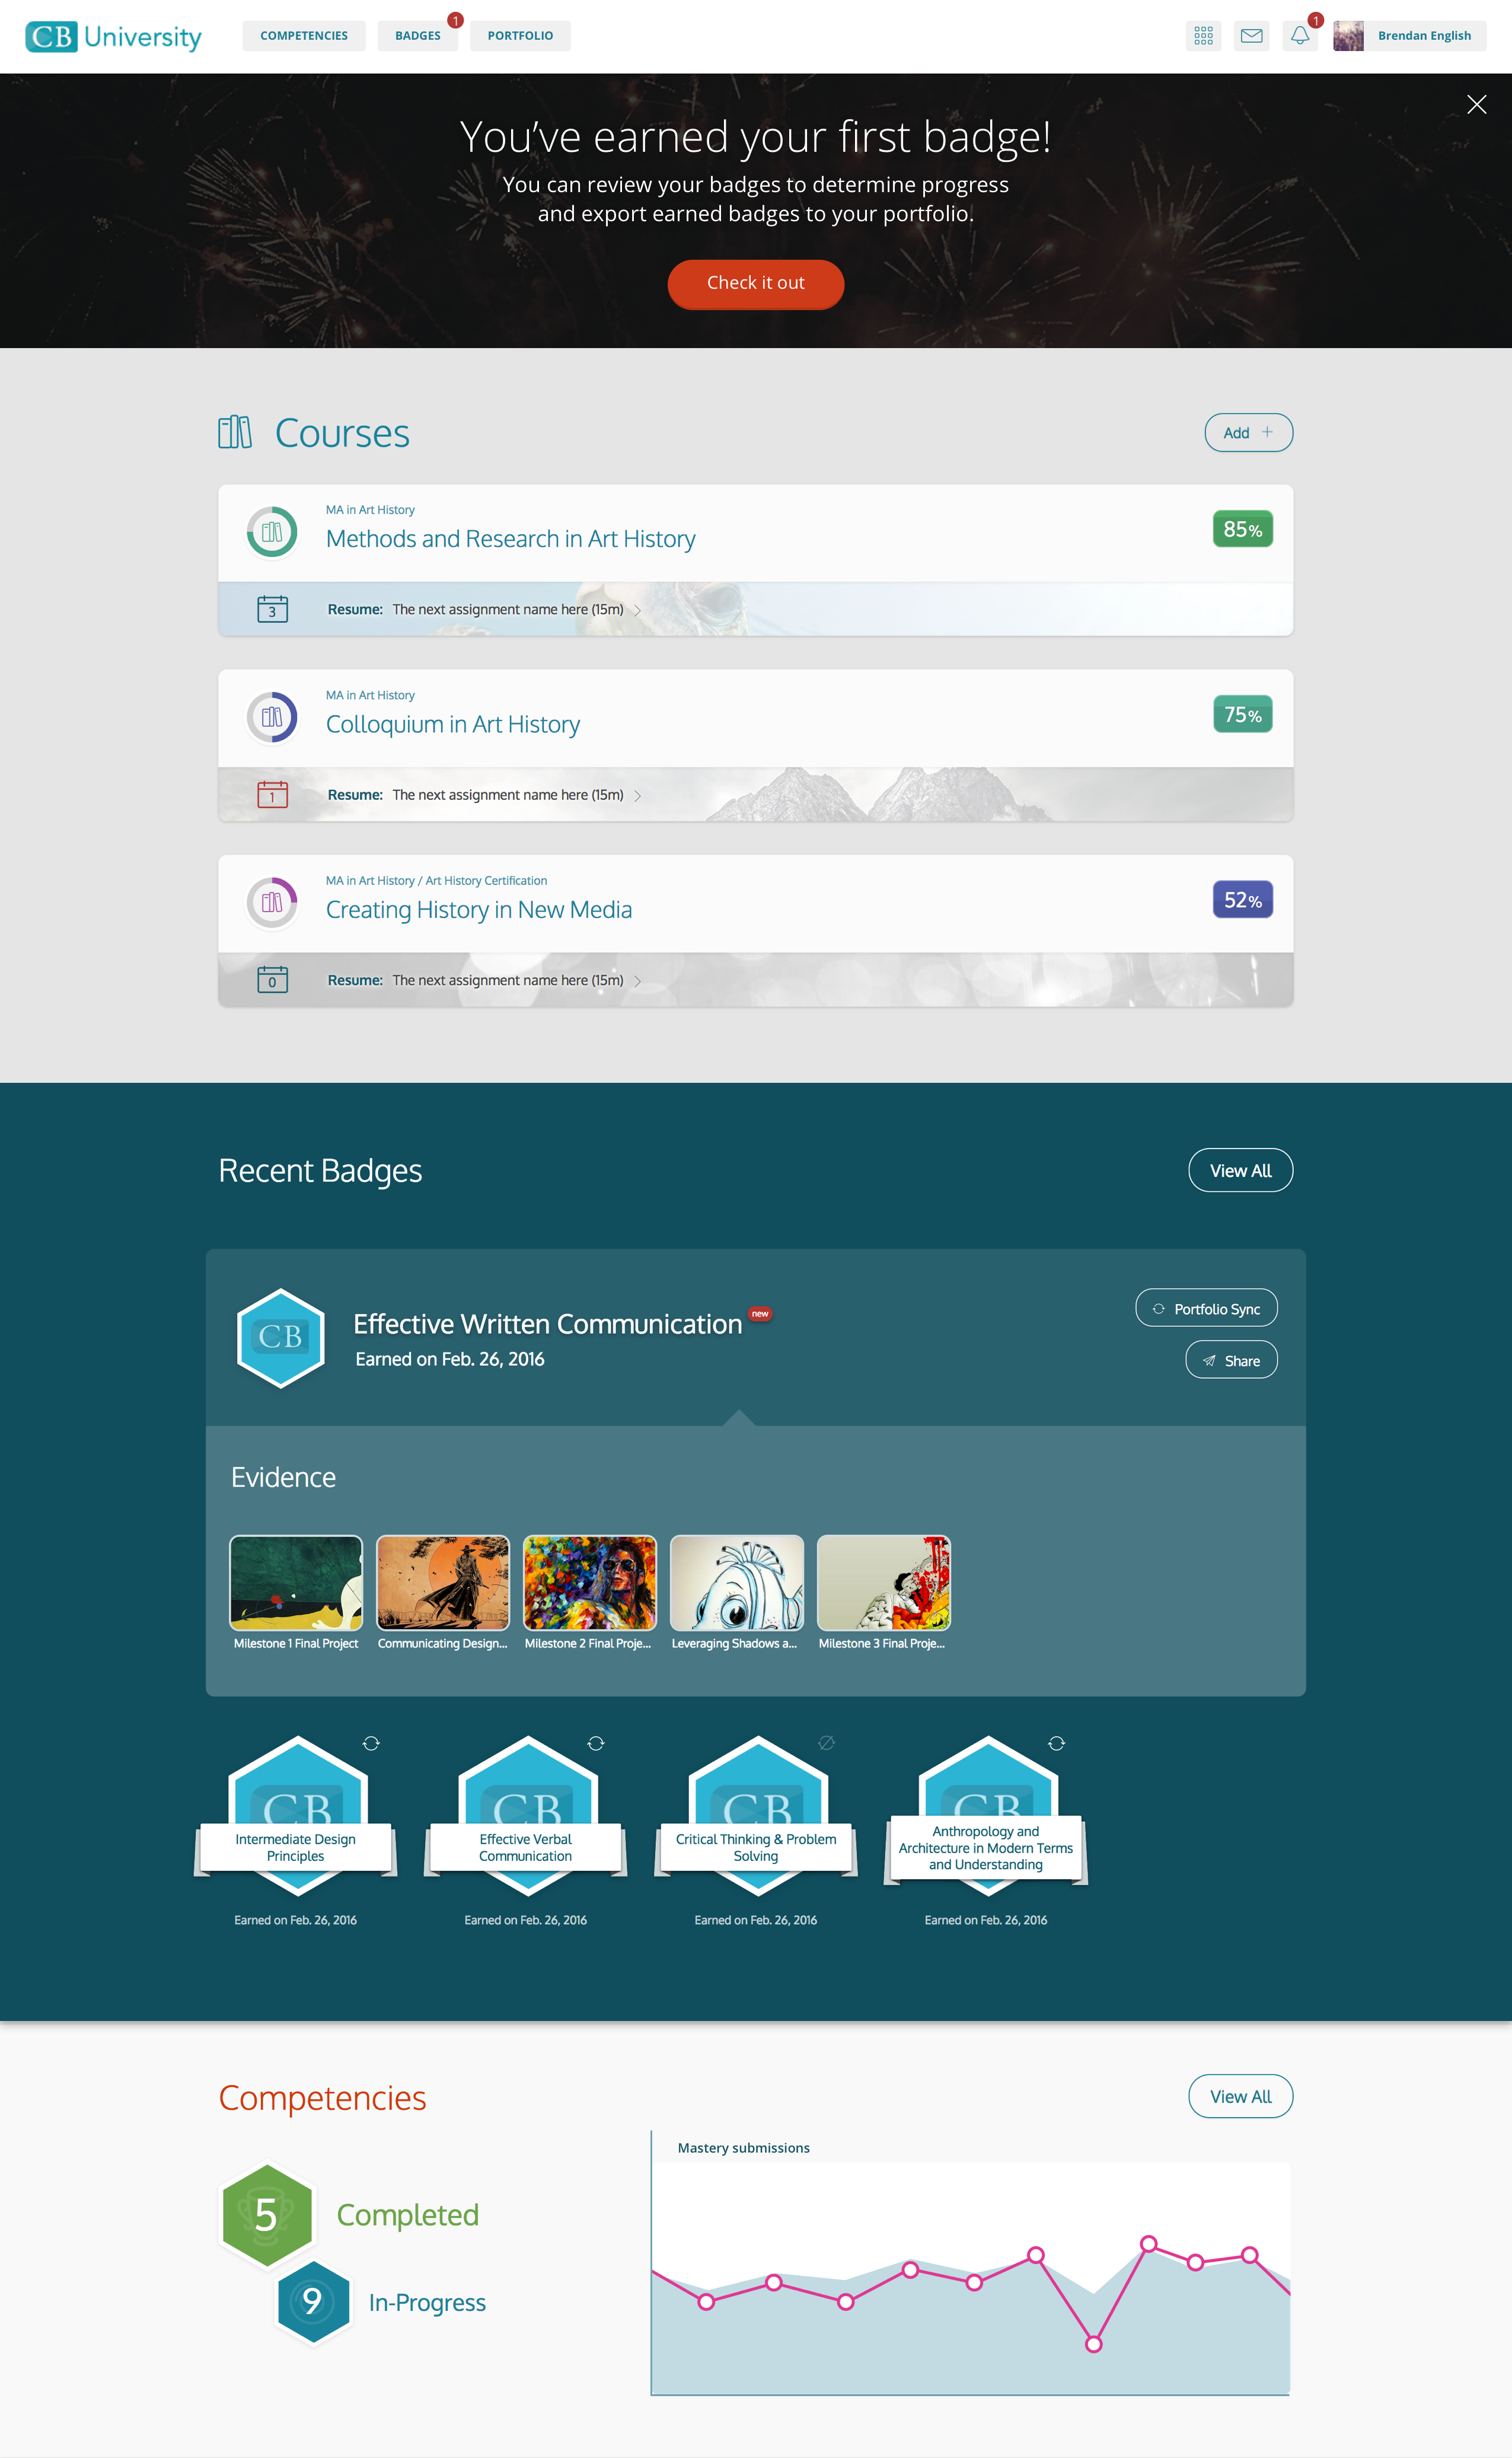 CB University
COMPETENCIES
BADGES
1
PORTFOLIO
1
Brendan English
You've earned your first badge!
You can review your badges to determine progress
and export earned badges to your portfolio.
Check it out
Courses
Add +
MA in Art History
Methods and Research in Art History
85%
3
Resume: The next assignment name here (15m)
MA in Art History
Colloquium in Art History
75%
1
Resume: The next assignment name here (15m)
MA in Art History / Art History Certification
Creating History in New Media
52%
0
Resume: The next assignment name here (15m)
Recent Badges
View All
CB
Effective Written Communication
new
Earned on Feb. 26, 2016
Portfolio Sync
Share
Evidence
Milestone 1 Final Project
Communicating Design...
Milestone 2 Final Proje...
Leveraging Shadows a...
Milestone 3 Final Proje...
CB
Intermediate Design
Principles
Earned on Feb. 26, 2016
CB
Effective Verbal
Communication
Earned on Feb. 26, 2016
CB
Critical Thinking & Problem
Solving
Earned on Feb. 26, 2016
CB
Anthropology and
Architecture in Modern Terms
and Understanding
Earned on Feb. 26, 2016
Competencies
View All
5
Completed
9
In-Progress
Mastery submissions